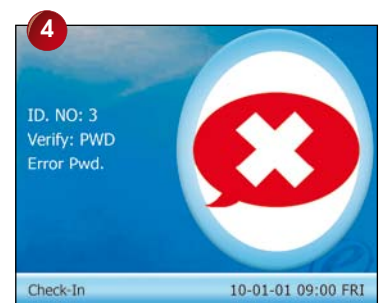 4
ID. NO: 3
Verify: PWD
Error Pwd.
Check-In 10-01-01 09:00 FRI